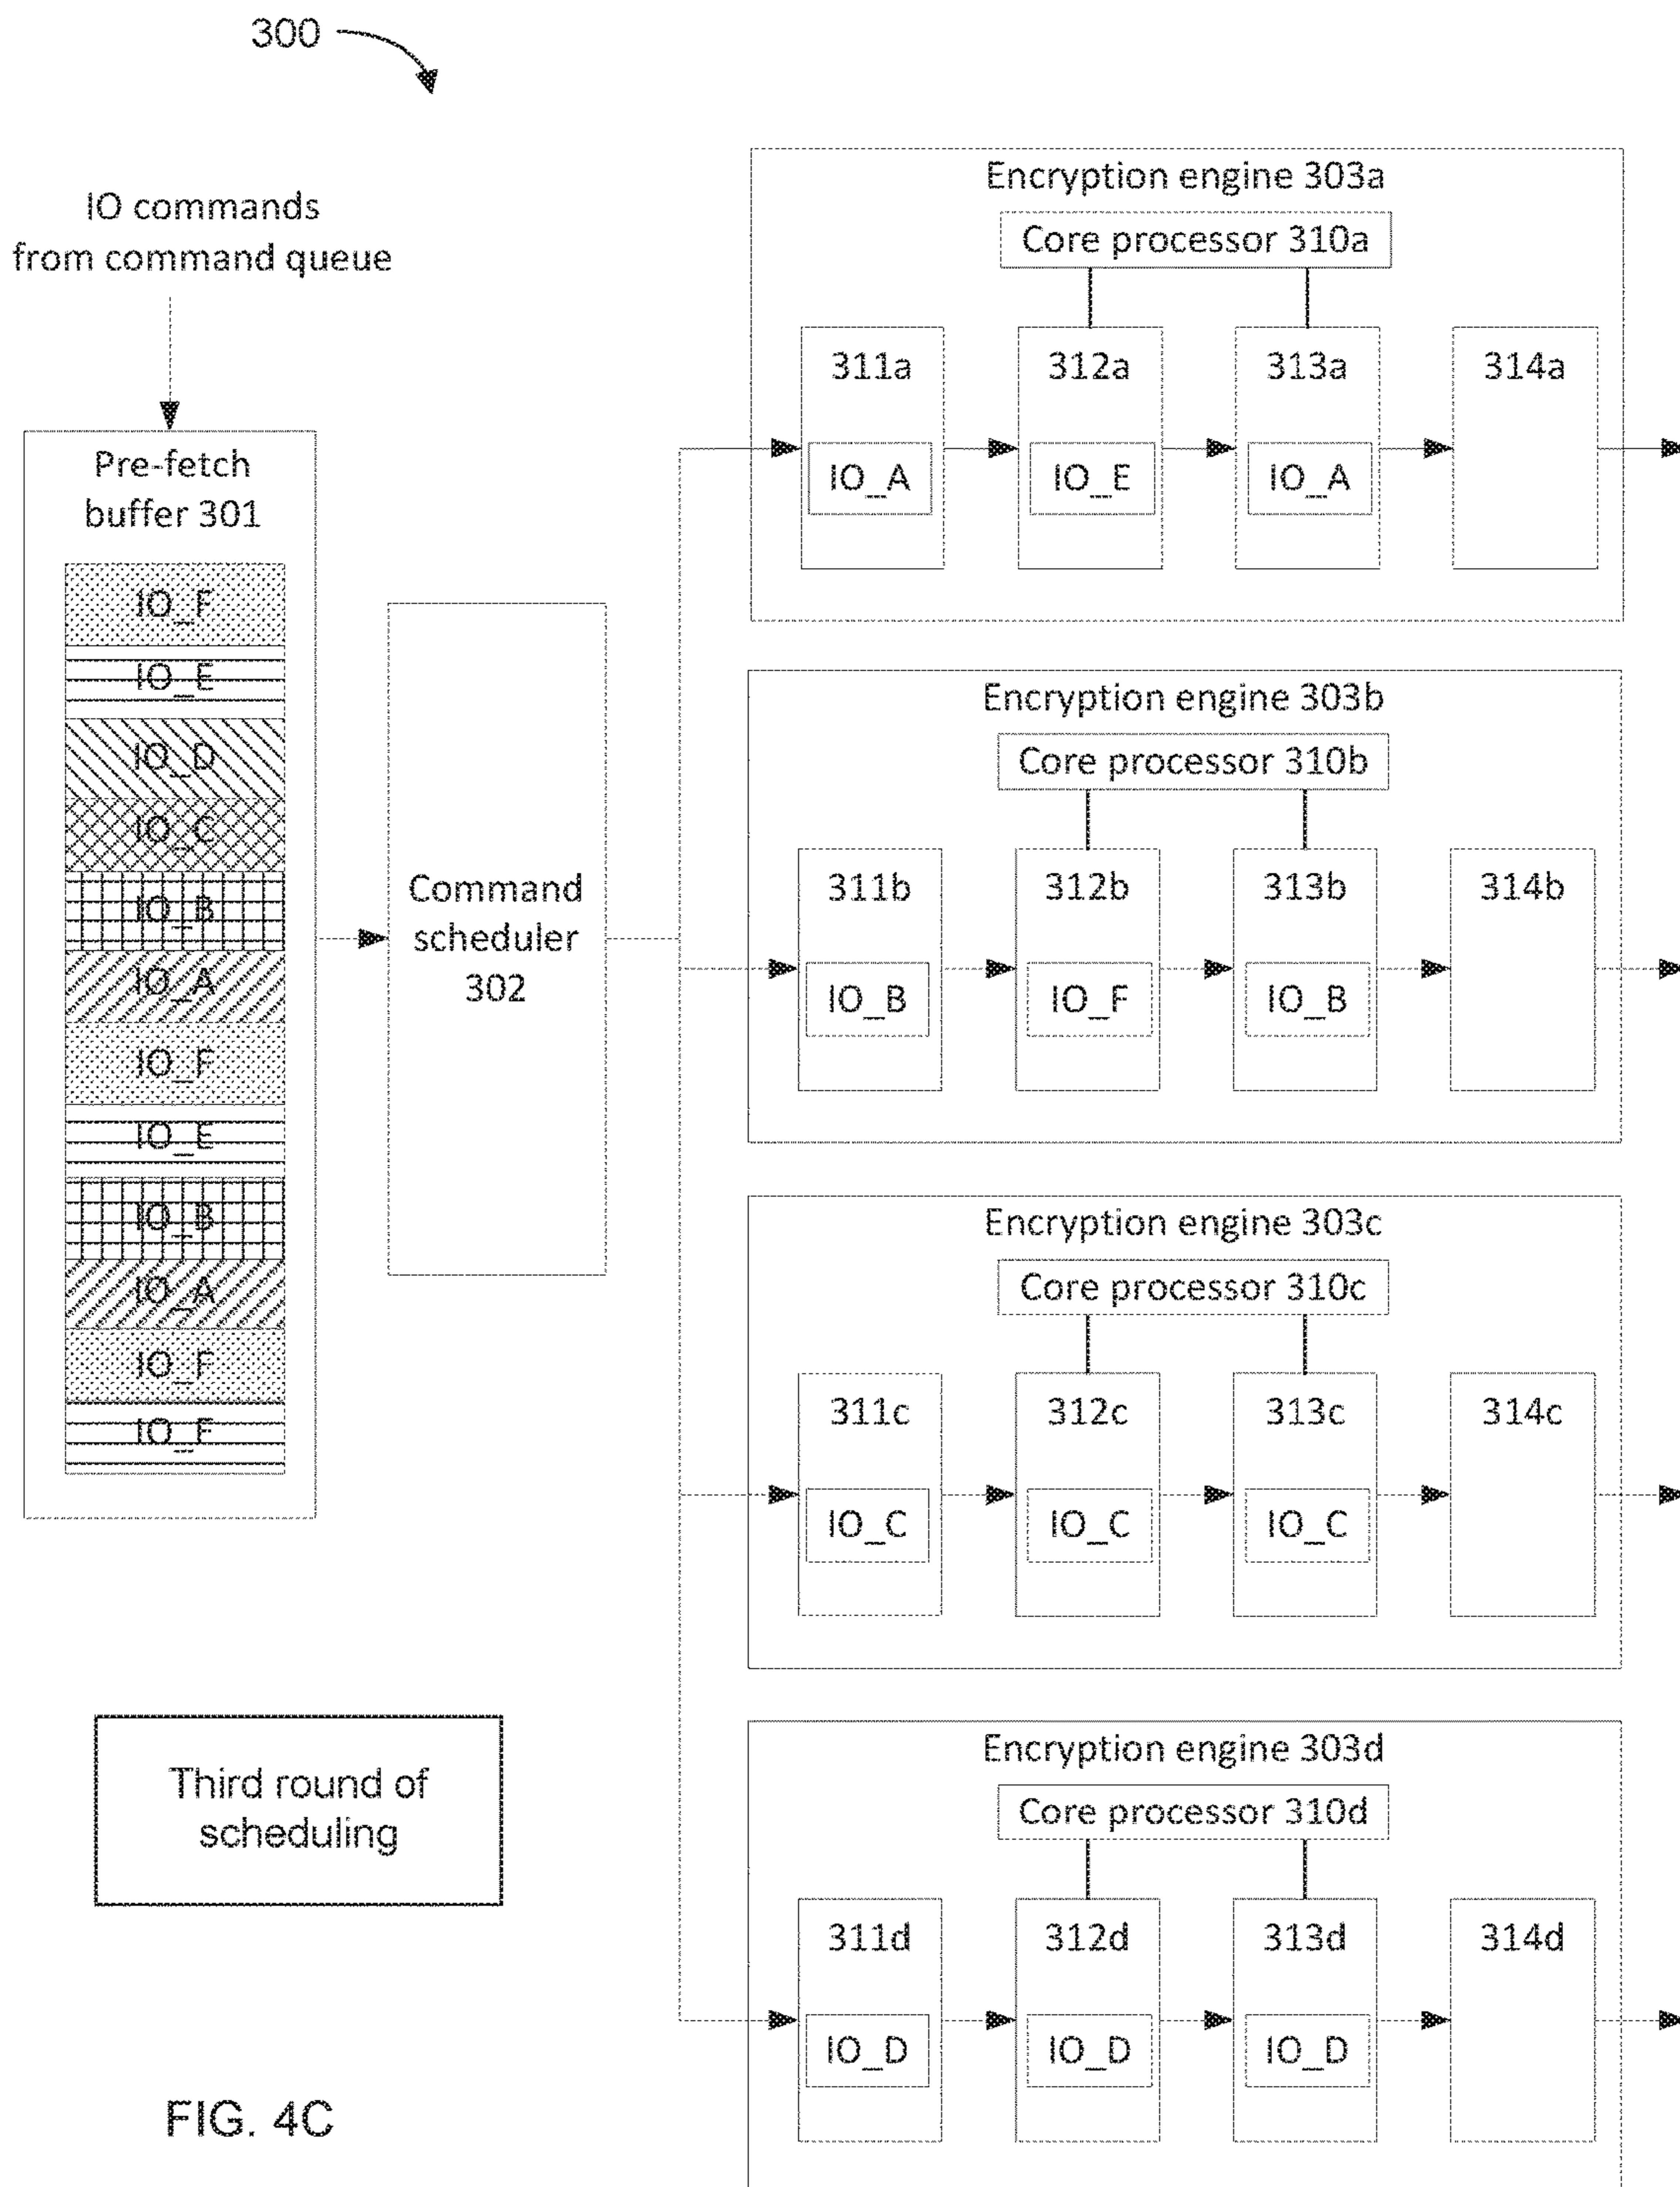 300
IO commands
from command queue
Pre-fetch
buffer 301
IO_F
IO_E
IO_D
IO_C
IO_B
IO_A
IO_F
IO_E
IO_B
IO_A
IO_F
IO_E
Command
scheduler
302
Encryption engine 303a
Core processor 310a
311a 312a 313a 314a
IO_A IO_E IO_A
Encryption engine 303b
Core processor 310b
311b 312b 313b 314b
IO_B IO_F IO_B
Encryption engine 303c
Core processor 310c
311c 312c 313c 314c
IO_C IO_C IO_C
Encryption engine 303d
Core processor 310d
311d 312d 313d 314d
IO_D IO_D IO_D
Third round of
scheduling
FIG. 4C